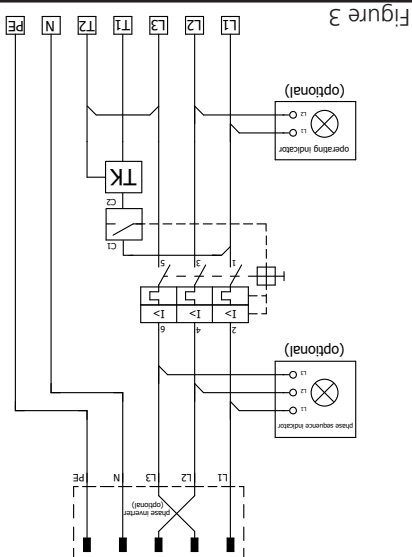 phase inverter
(optional)
L1 L2 L3 N PE
phase sequence indicator
L1
L2
L3
(optional)
2 4 6
I> I> I>
1 3 5
C1
C2
TK
operating indicator
L1
L2
(optional)
L1 L2 L3 T1 T2 N PE
Figure 3